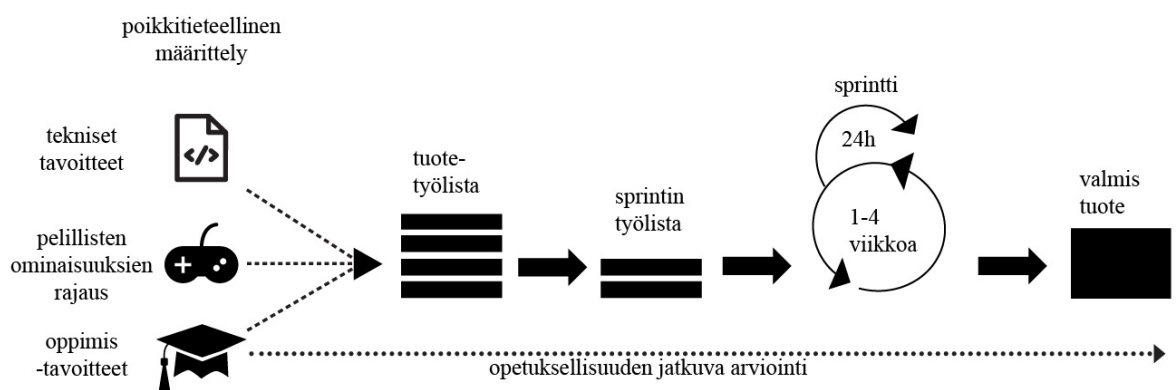 poikkitieteellinen
määrittely
tekniset
tavoitteet
</>
pelillisten
ominaisuuksien
rajaus
oppimis
-tavoitteet
tuote-
työlista
sprintin
työlista
sprintti
24h
1-4
viikkoa
valmis
tuote
opetuksellisuuden jatkuva arviointi